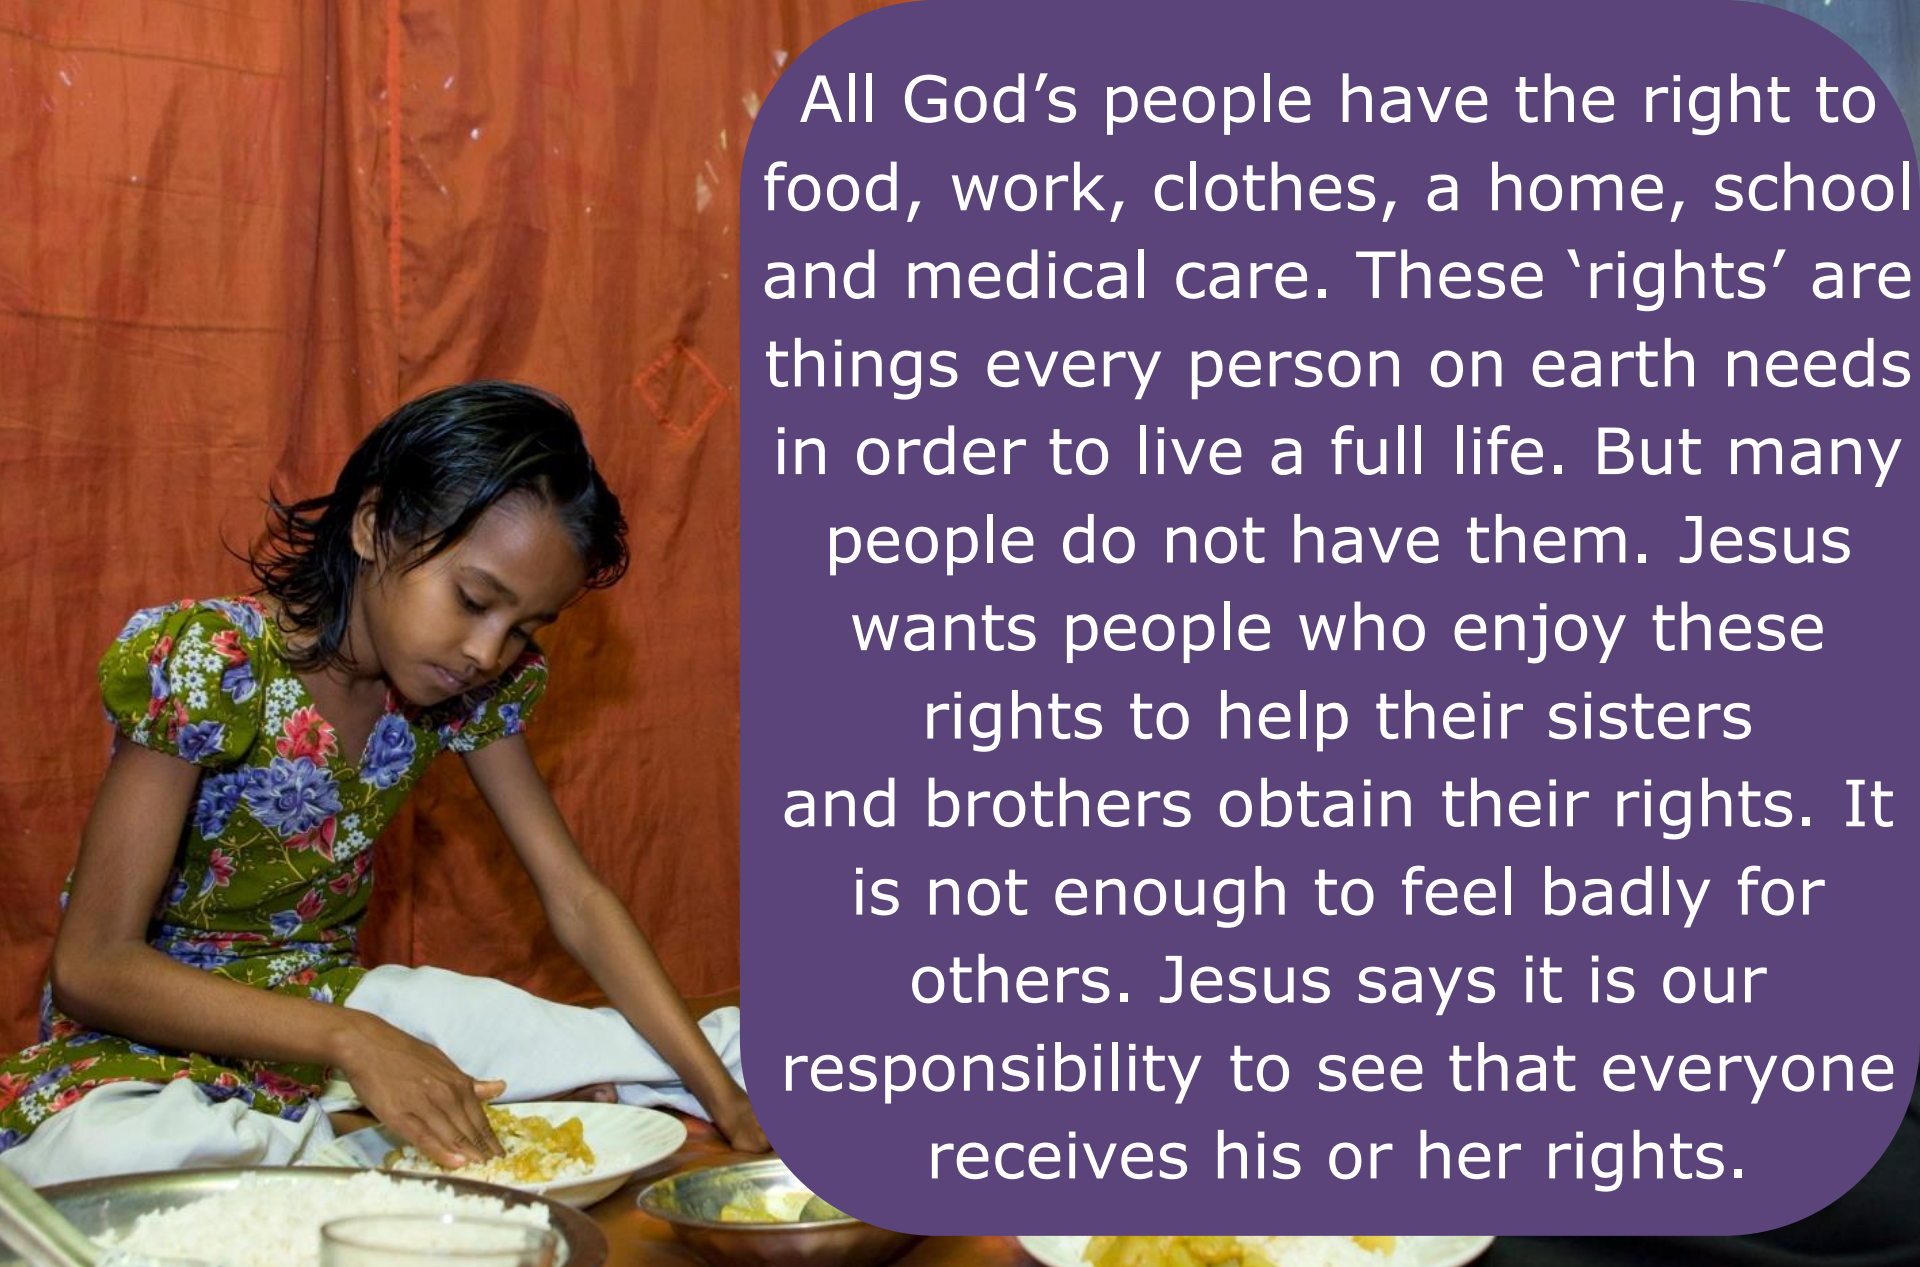 All God’s people have the right to
food, work, clothes, a home, school
and medical care. These ‘rights’ are
things every person on earth needs
in order to live a full life. But many
people do not have them. Jesus
wants people who enjoy these
rights to help their sisters
and brothers obtain their rights. It
is not enough to feel badly for
others. Jesus says it is our
responsibility to see that everyone
receives his or her rights.